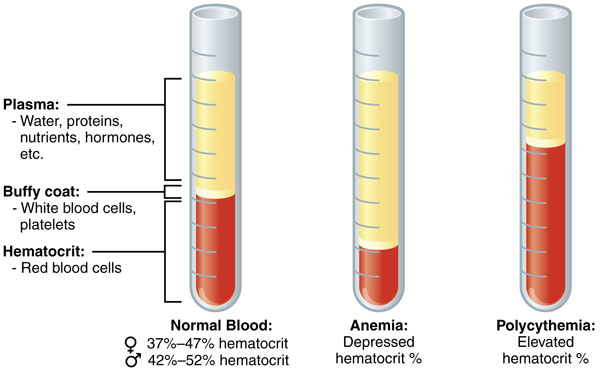 Plasma:
- Water, proteins,
nutrients, hormones,
etc.
Buffy coat:
- White blood cells,
platelets
Hematocrit:
- Red blood cells
Normal Blood:
♀ 37%–47% hematocrit
♂ 42%–52% hematocrit
Anemia:
Depressed
hematocrit %
Polycythemia:
Elevated
hematocrit %